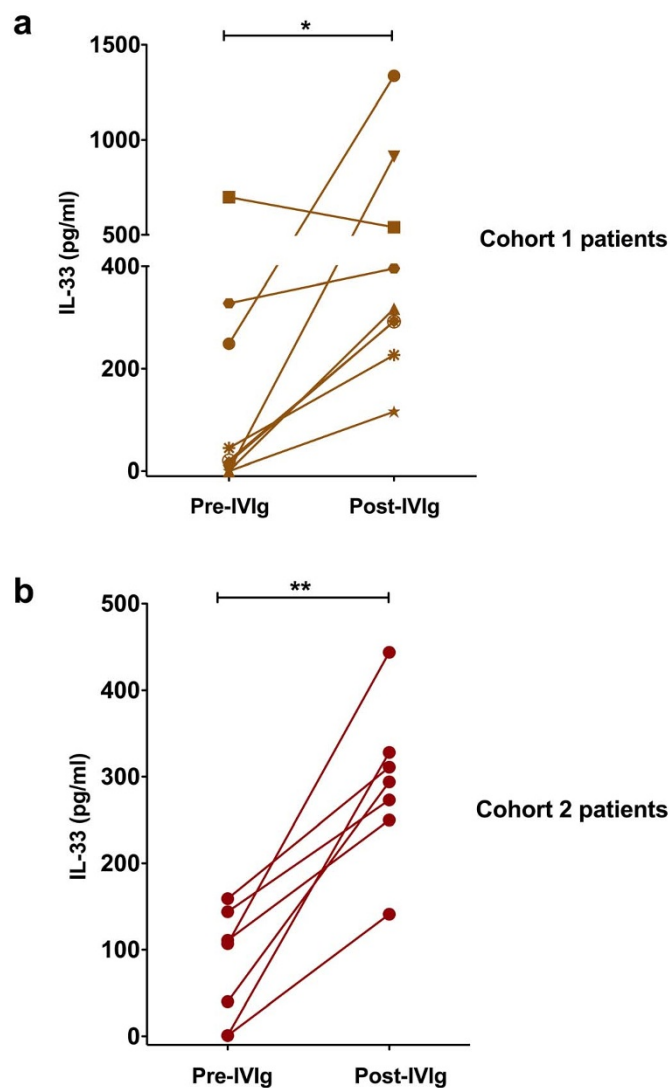 a
*
1500
1000
500
400
200
0
IL-33 (pg/ml)
Cohort 1 patients
Pre-IVIg Post-IVIg
b
**
500
400
300
200
100
0
IL-33 (pg/ml)
Cohort 2 patients
Pre-IVIg Post-IVIg